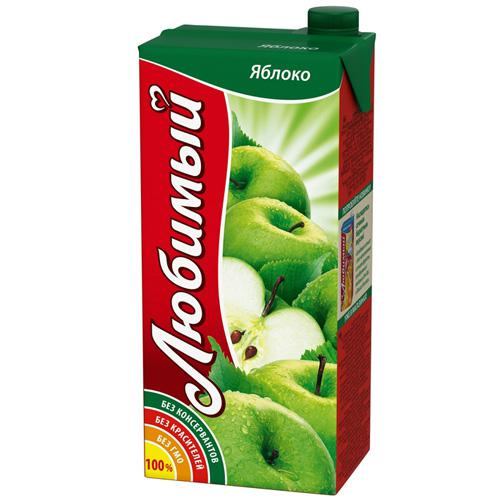 Яблоко
Любимый
БЕЗ КОНСЕРВАНТОВ
БЕЗ КРАСИТЕЛЕЙ
БЕЗ ГМО
100%